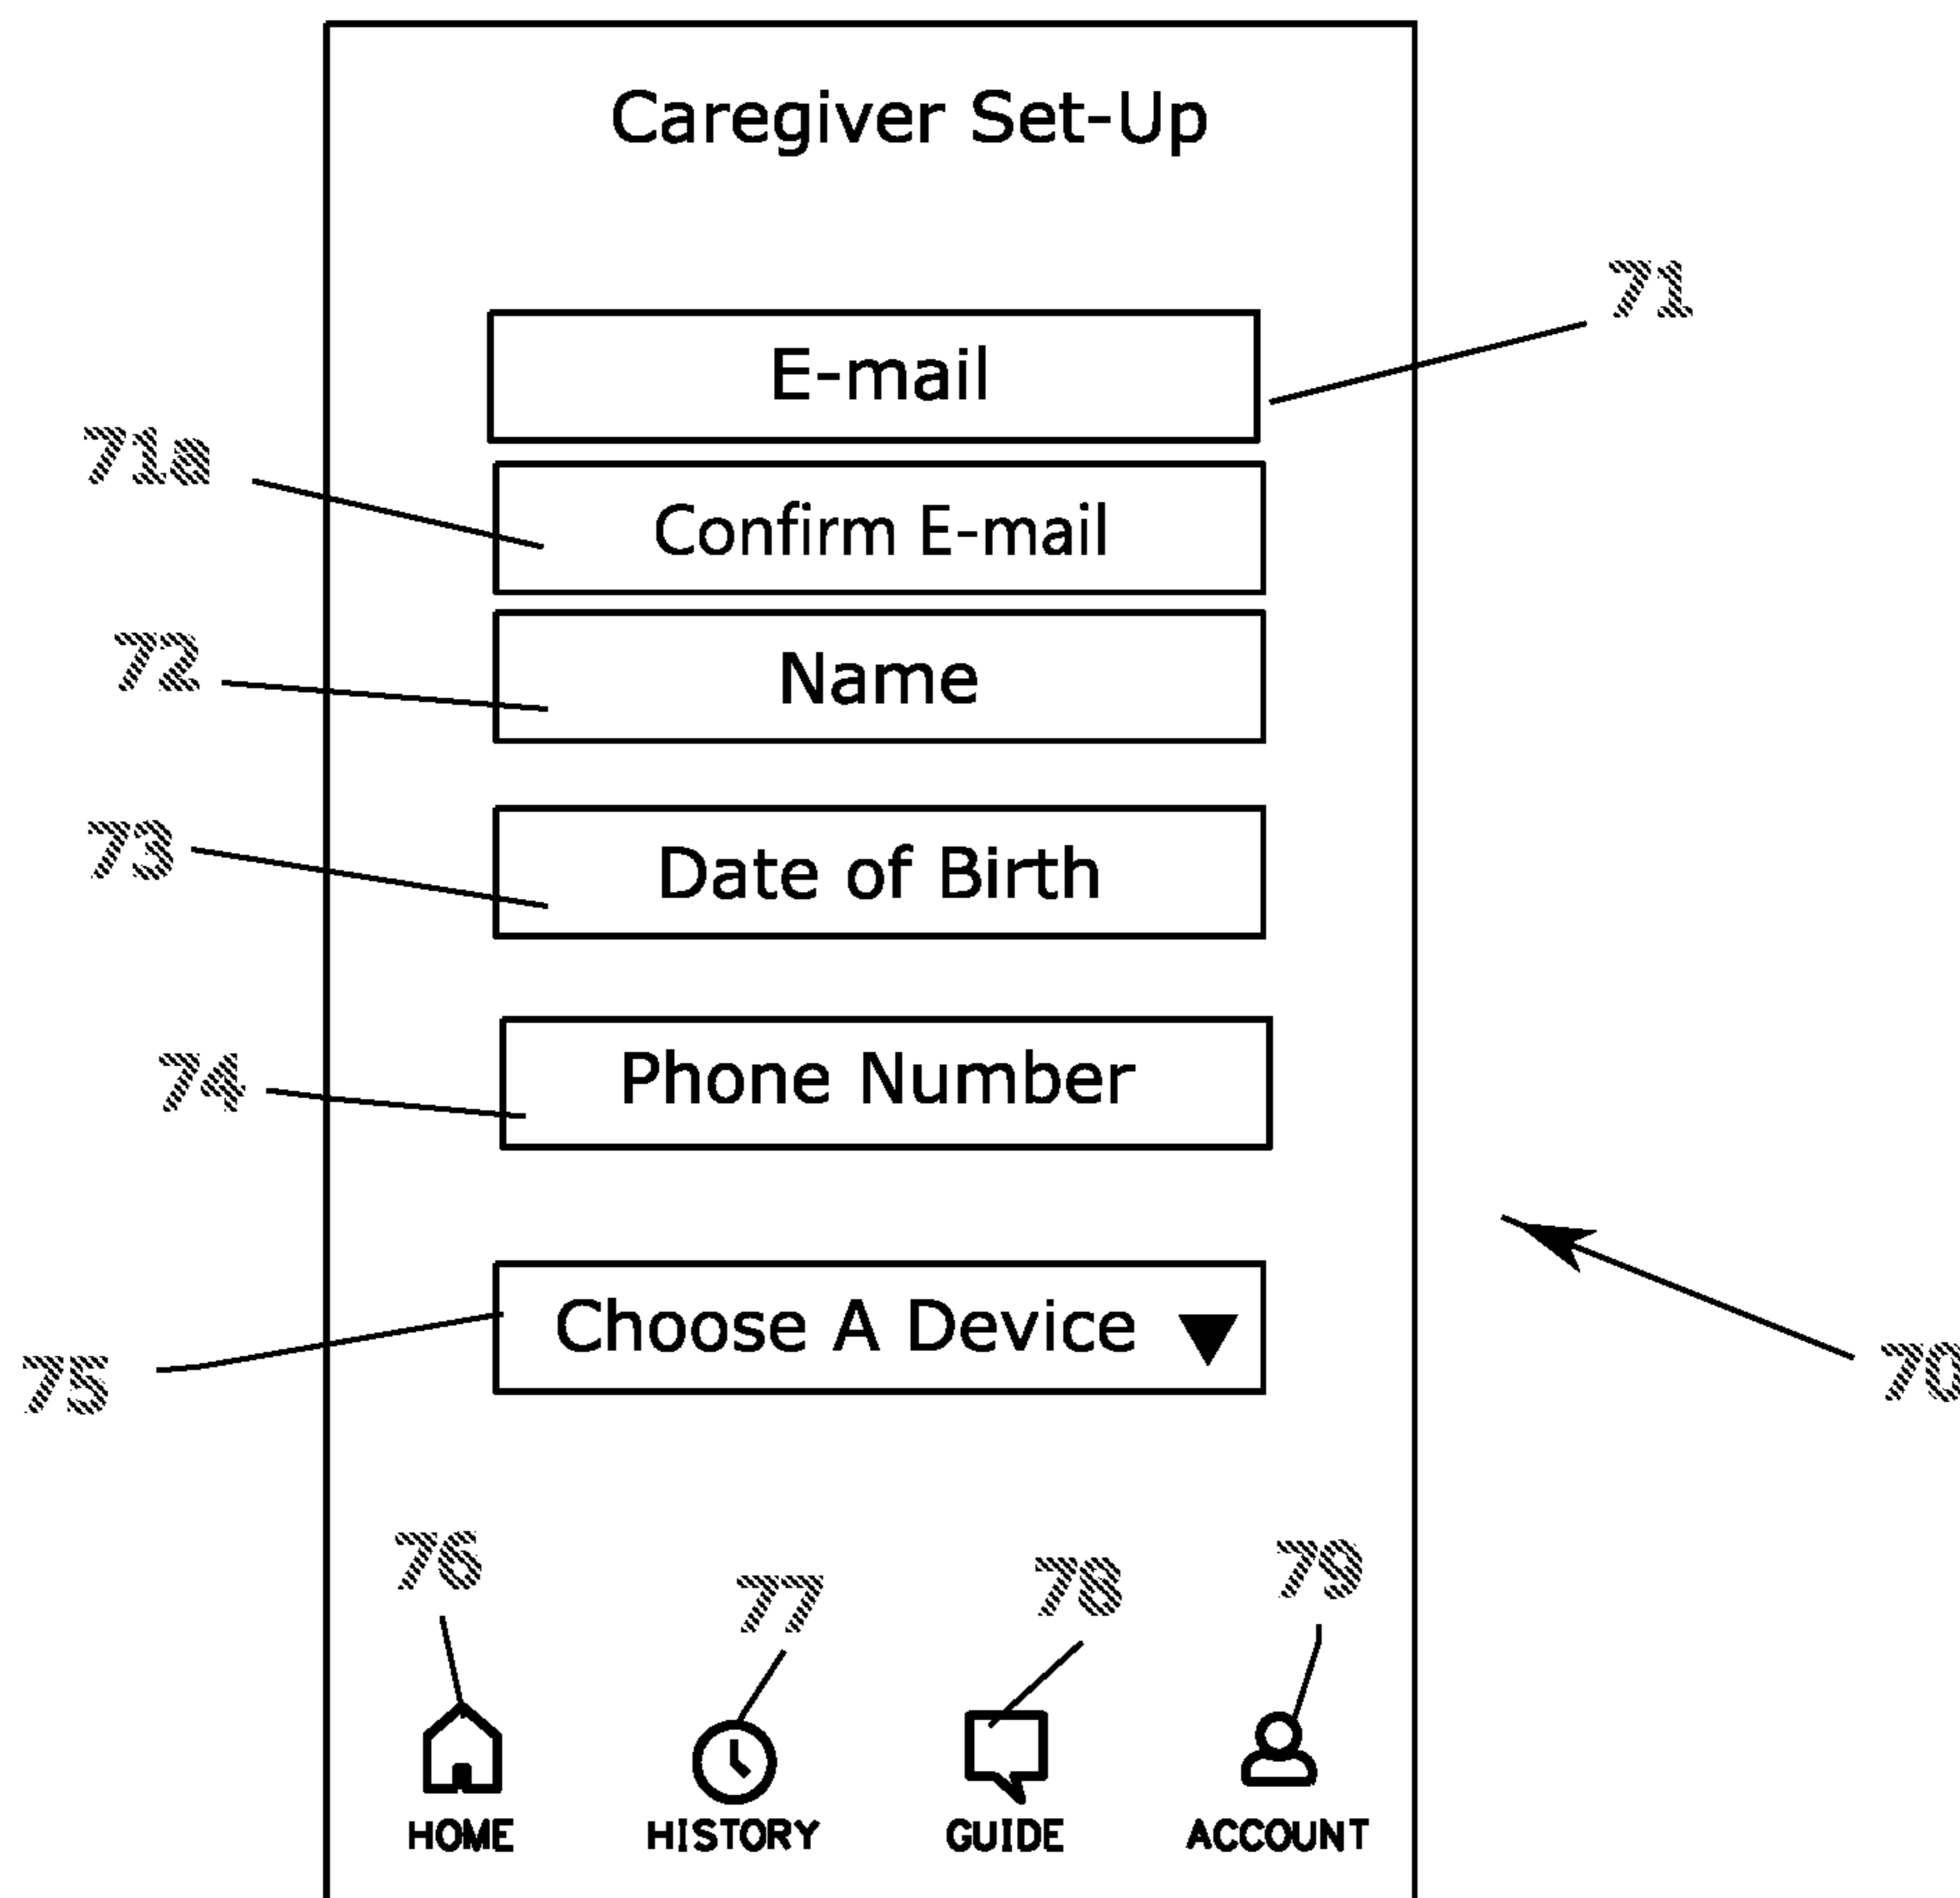 Caregiver Set-Up
71
E-mail
71a
Confirm E-mail
72
Name
73
Date of Birth
74
Phone Number
75
Choose A Device
70
76
77
78
79
HOME
HISTORY
GUIDE
ACCOUNT